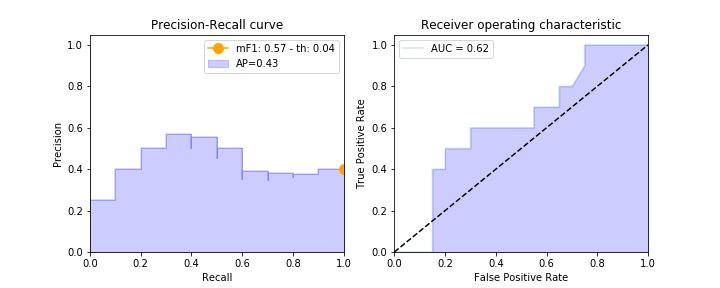 Precision-Recall curve
mF1: 0.57 - th: 0.04
AP=0.43
Precision
1.0
0.8
0.6
0.4
0.2
0.0
0.0 0.2 0.4 0.6 0.8 1.0
Recall
Receiver operating characteristic
AUC = 0.62
True Positive Rate
1.0
0.8
0.6
0.4
0.2
0.0
0.0 0.2 0.4 0.6 0.8 1.0
False Positive Rate